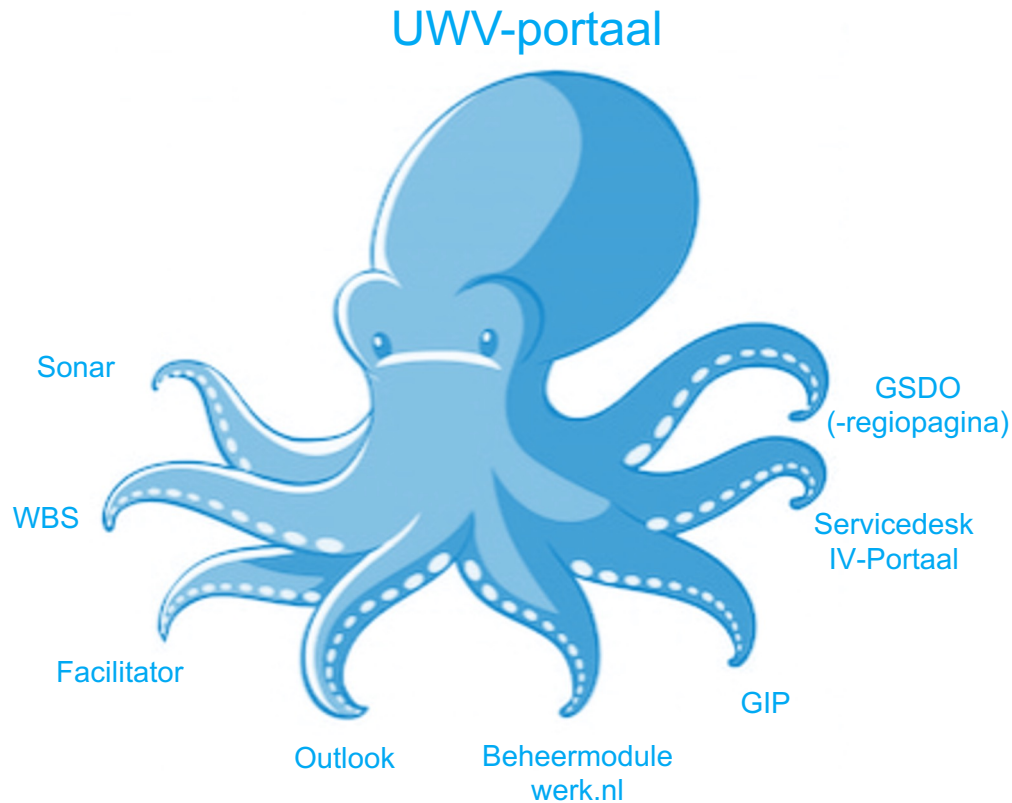 UWV-portaal
Sonar
GSDO
(-regiopagina)
WBS
Servicedesk
IV-Portaal
Facilitator
GIP
Outlook
Beheermodule
werk.nl